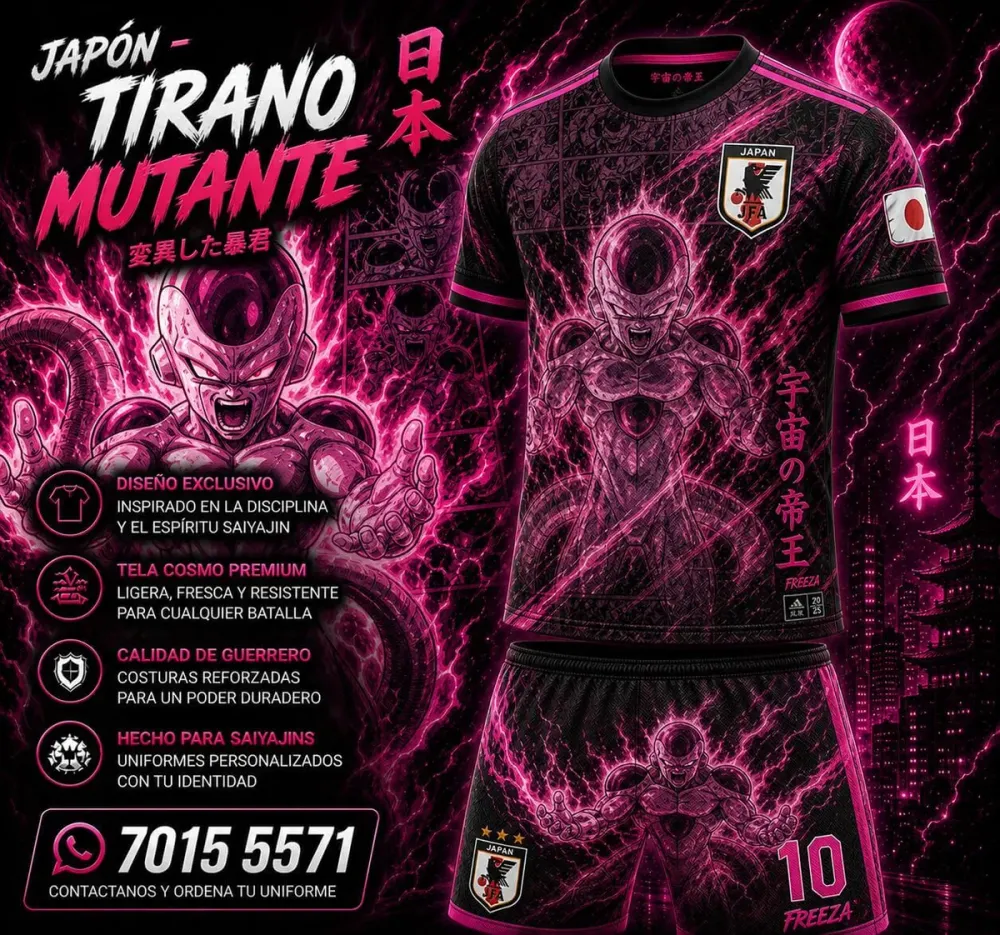 JAPÓN -
TIRANO
MUTANTE
変異した暴君
日本
DISEÑO EXCLUSIVO
INSPIRADO EN LA DISCIPLINA
Y EL ESPÍRITU SAIYAJIN
TELA COSMO PREMIUM
LIGERA, FRESCA Y RESISTENTE
PARA CUALQUIER BATALLA
CALIDAD DE GUERRERO
COSTURAS REFORZADAS
PARA UN PODER DURADERO
HECHO PARA SAIYAJINS
UNIFORMES PERSONALIZADOS
CON TU IDENTIDAD
7015 5571
CONTACTANOS Y ORDENA TU UNIFORME
宇宙の帝王
JAPAN
JFA
宇宙の帝王
FREEZA
20
25
日本
JAPAN
JFA
10
FREEZA